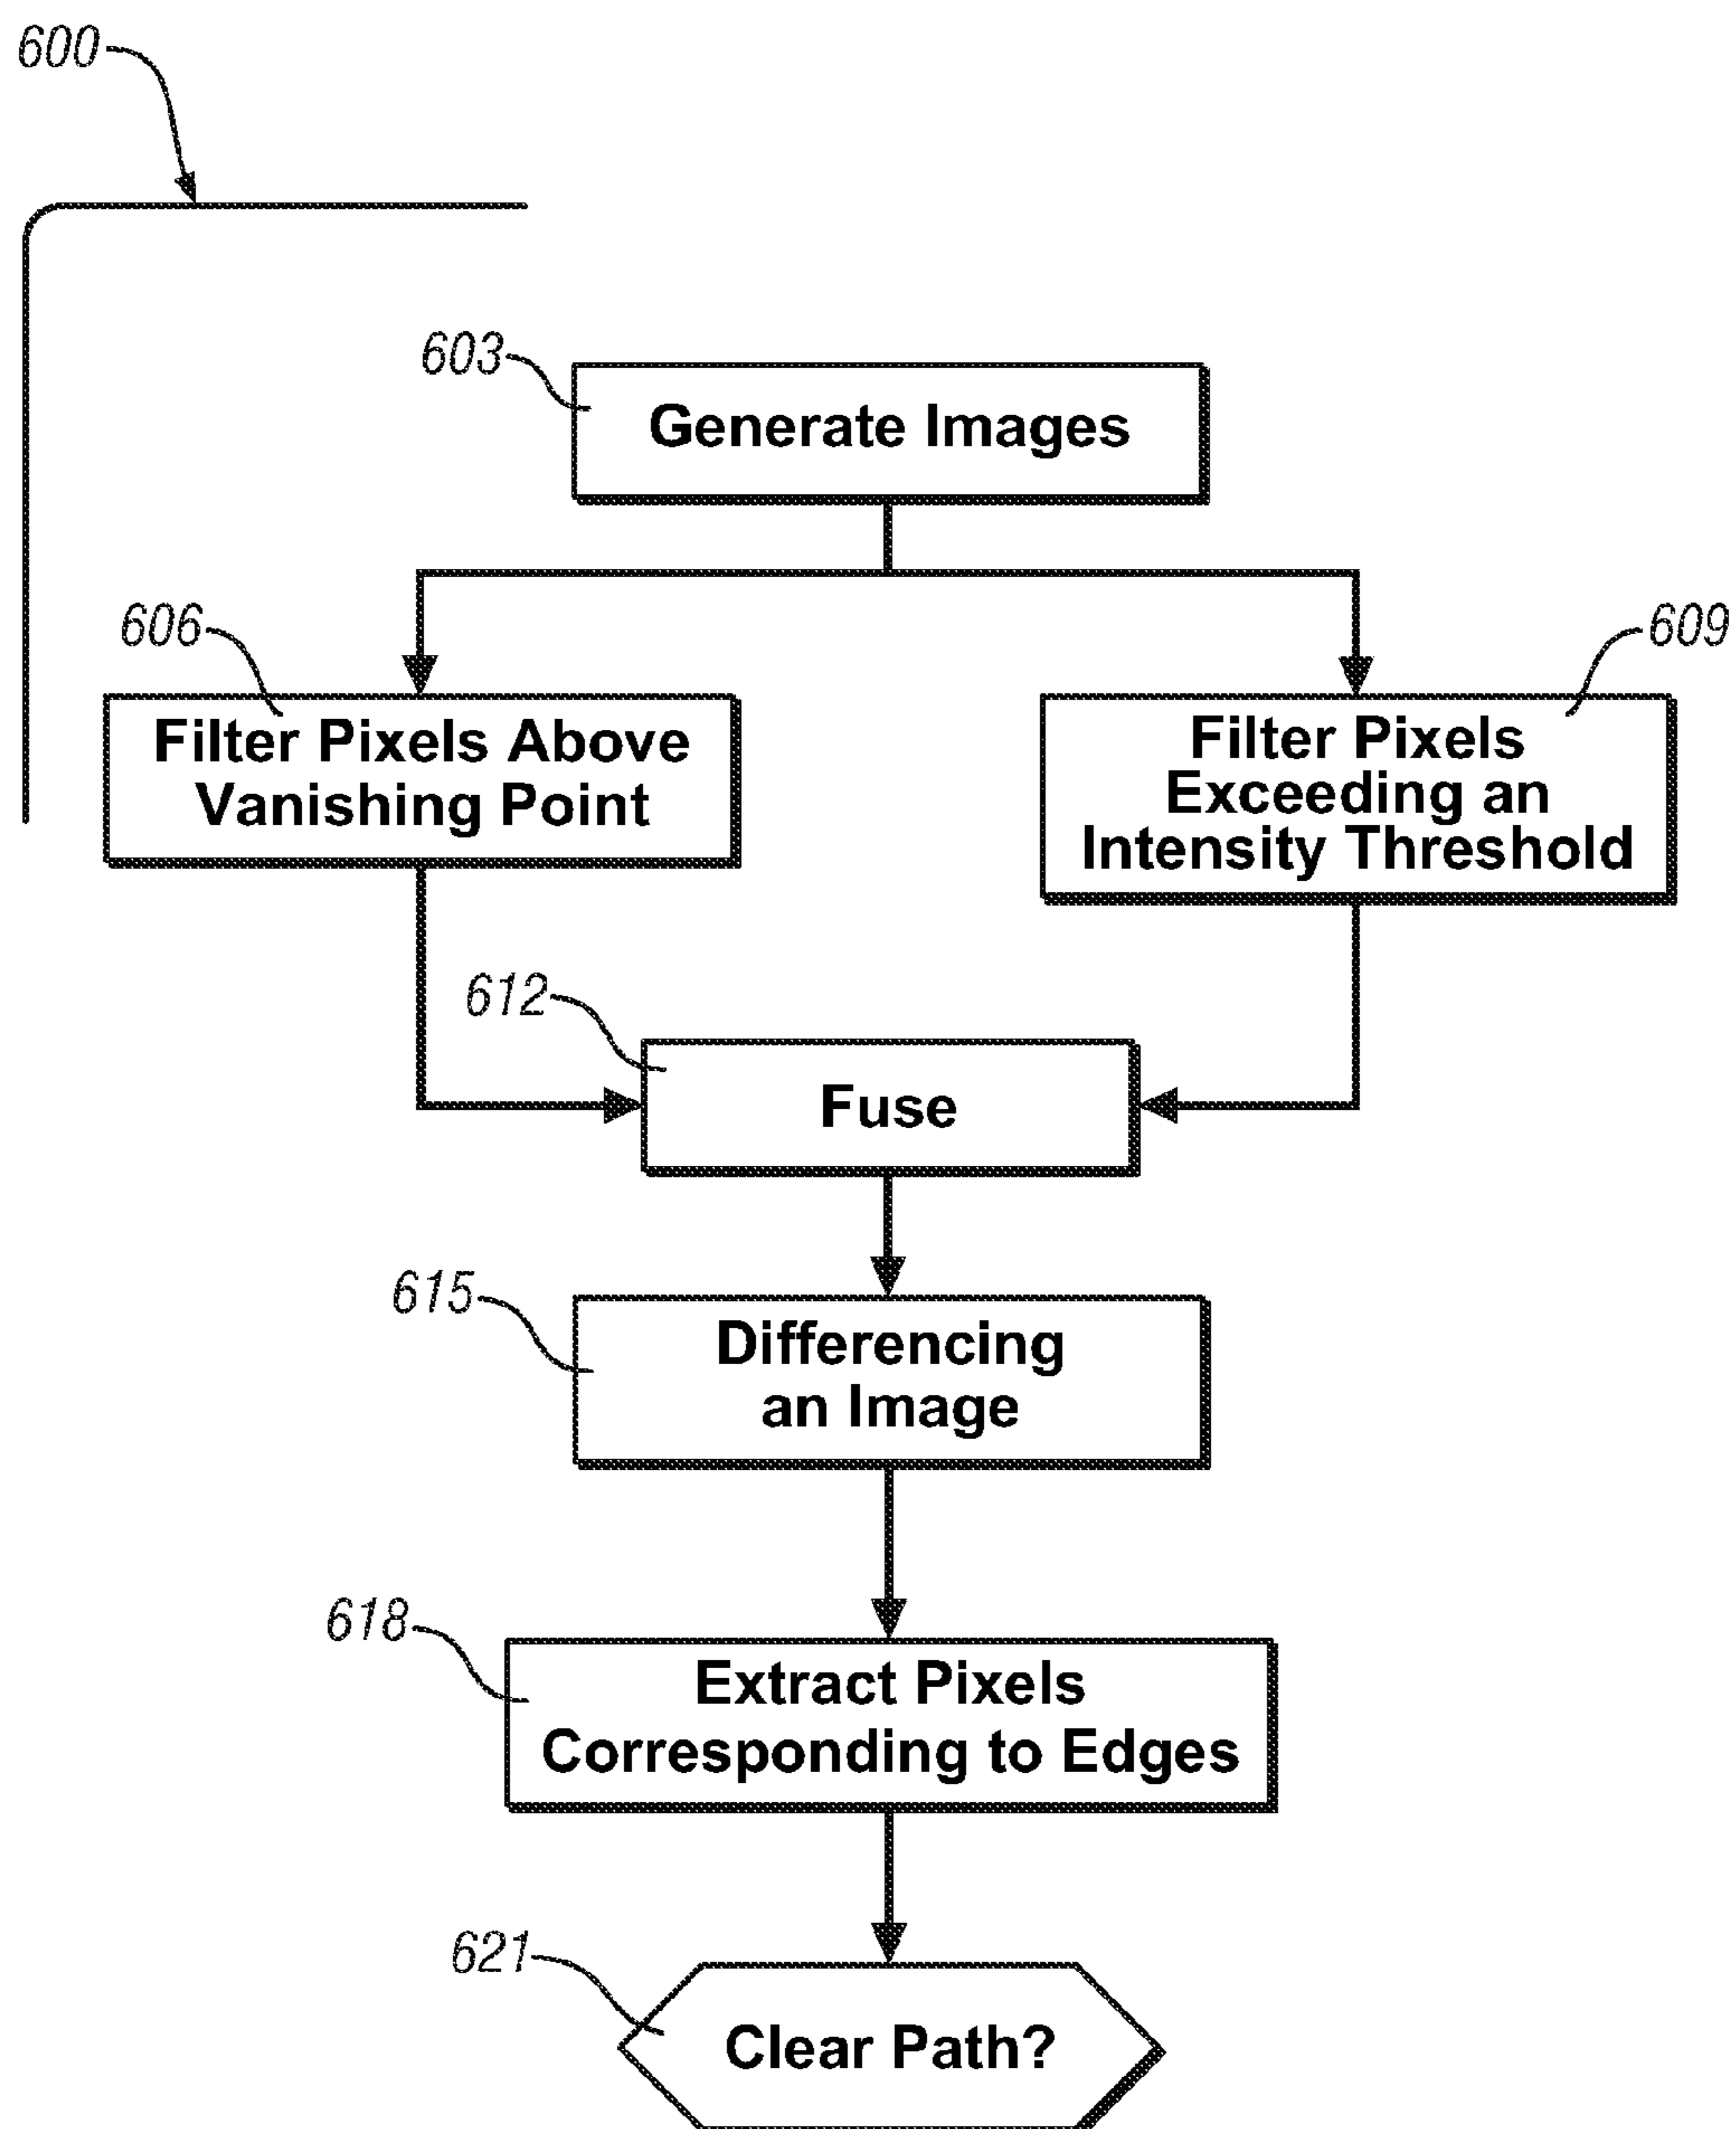 600
603
Generate Images
606
609
Filter Pixels Above
Vanishing Point
Filter Pixels
Exceeding an
Intensity Threshold
612
Fuse
615
Differencing
an Image
618
Extract Pixels
Corresponding to Edges
621
Clear Path?